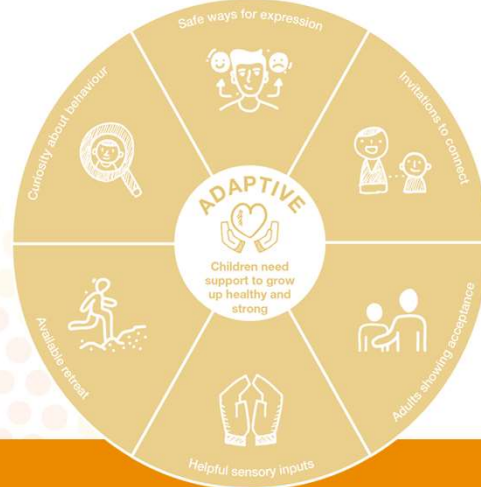 Safe ways for expression
Invitations to connect
Adults showing acceptance
Helpful sensory inputs
Available retreat
Curiosity about behaviour
ADAPTIVE
Children need
support to grow
up healthy and
strong